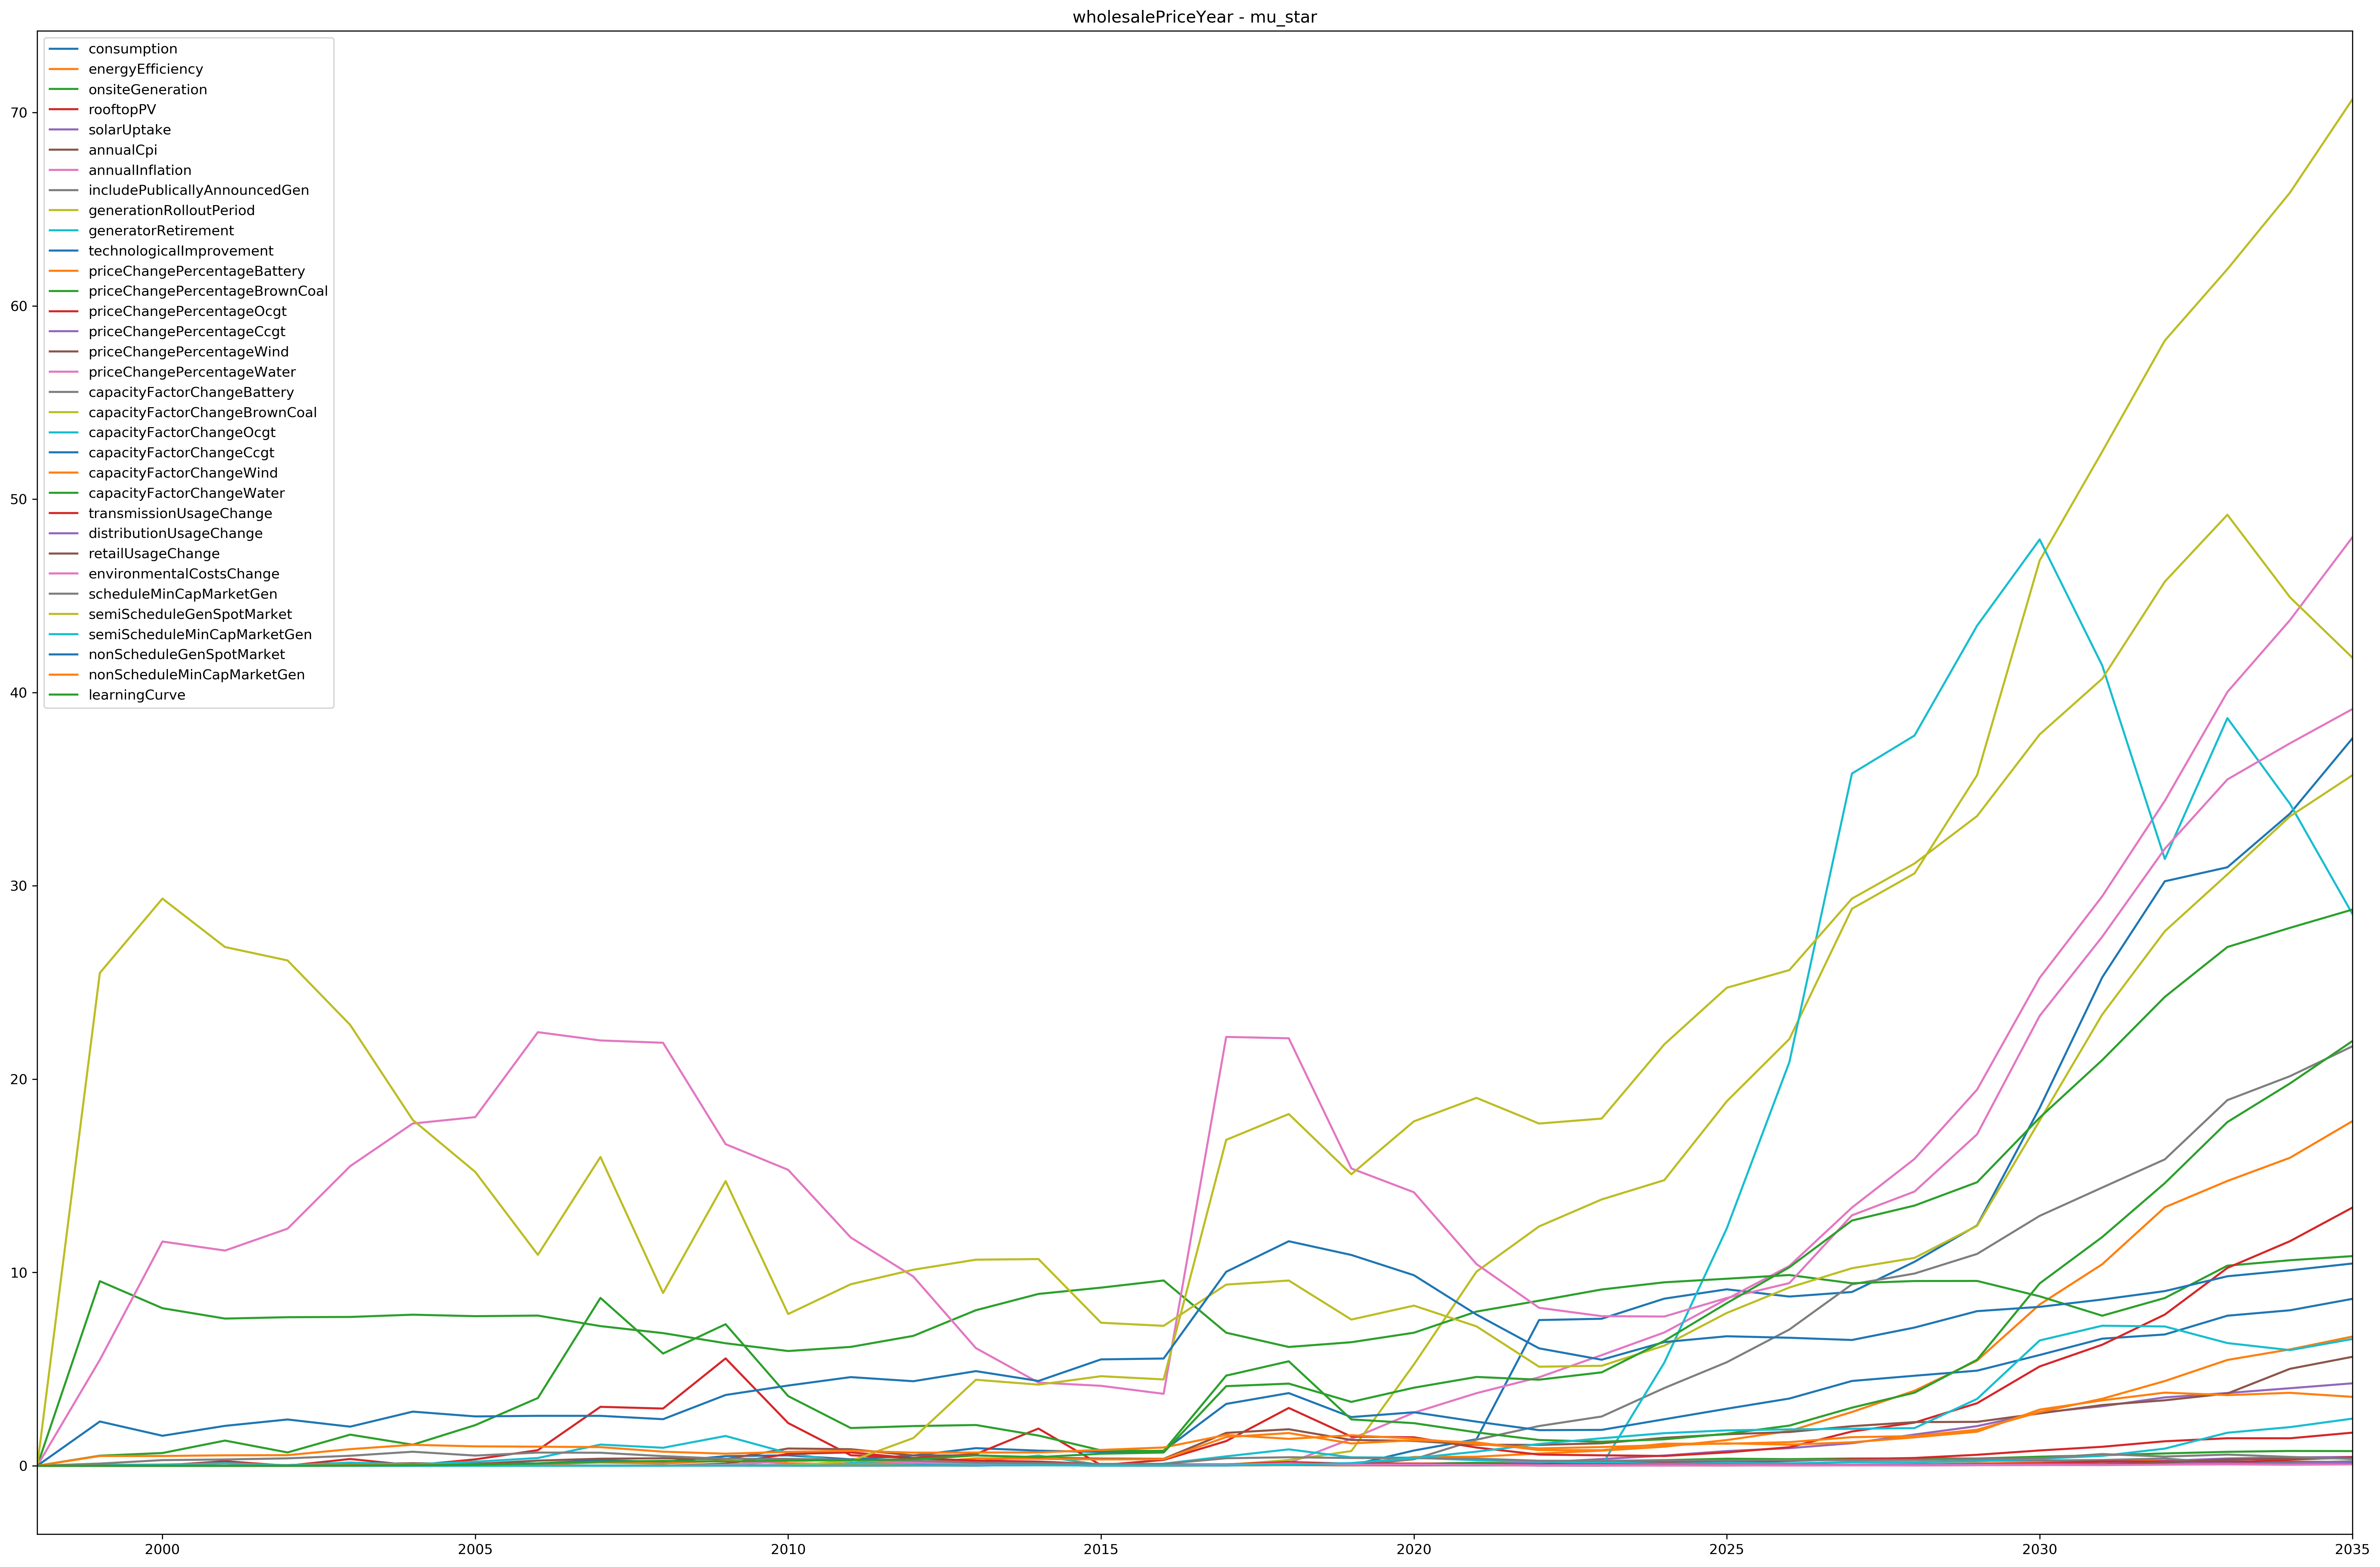 wholesalePriceYear - mu_star
consumption
energyEfficiency
onsiteGeneration
rooftopPV
solarUptake
annualCpi
annualInflation
includePublicallyAnnouncedGen
generationRolloutPeriod
generatorRetirement
technologicalImprovement
priceChangePercentageBattery
priceChangePercentageBrownCoal
priceChangePercentageOcgt
priceChangePercentageCcgt
priceChangePercentageWind
priceChangePercentageWater
capacityFactorChangeBattery
capacityFactorChangeBrownCoal
capacityFactorChangeOcgt
capacityFactorChangeCcgt
capacityFactorChangeWind
capacityFactorChangeWater
transmissionUsageChange
distributionUsageChange
retailUsageChange
environmentalCostsChange
scheduleMinCapMarketGen
semiScheduleGenSpotMarket
semiScheduleMinCapMarketGen
nonScheduleGenSpotMarket
nonScheduleMinCapMarketGen
learningCurve
70
60
50
40
30
20
10
0
2000 2005 2010 2015 2020 2025 2030 2035